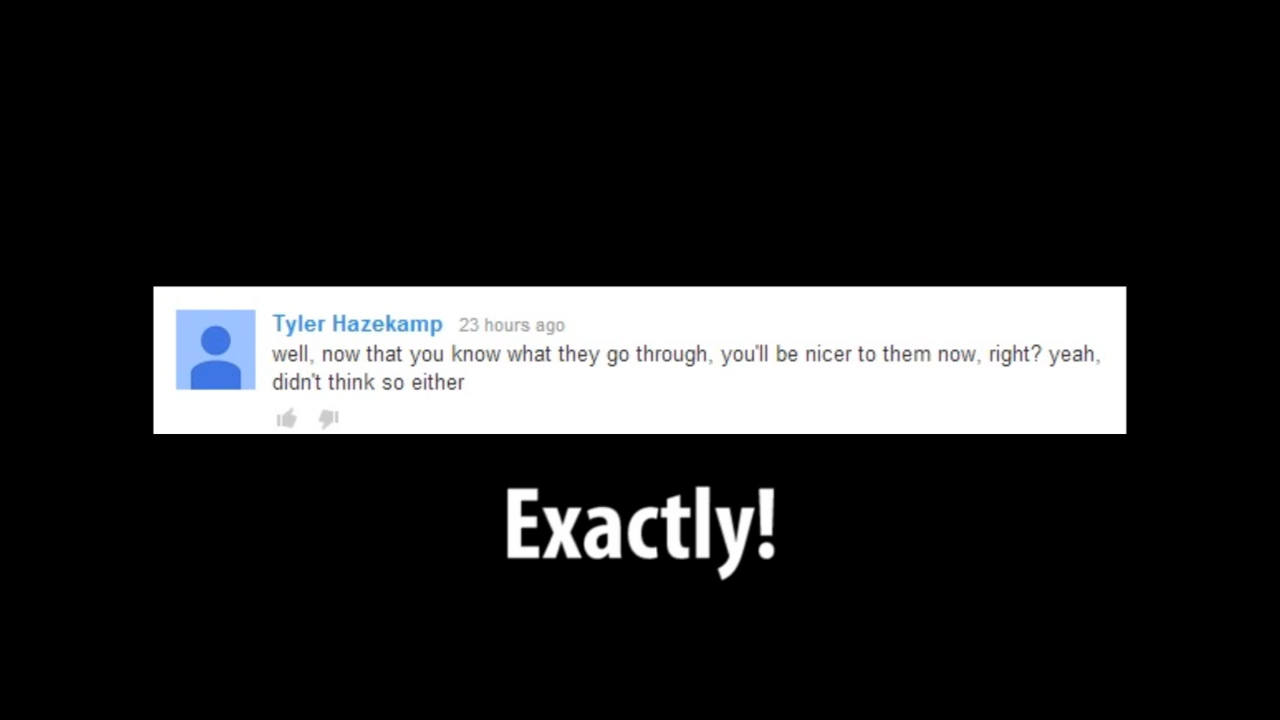 Tyler Hazekamp 23 hours ago
well, now that you know what they go through, you'll be nicer to them now, right? yeah,
didn't think so either
Exactly!